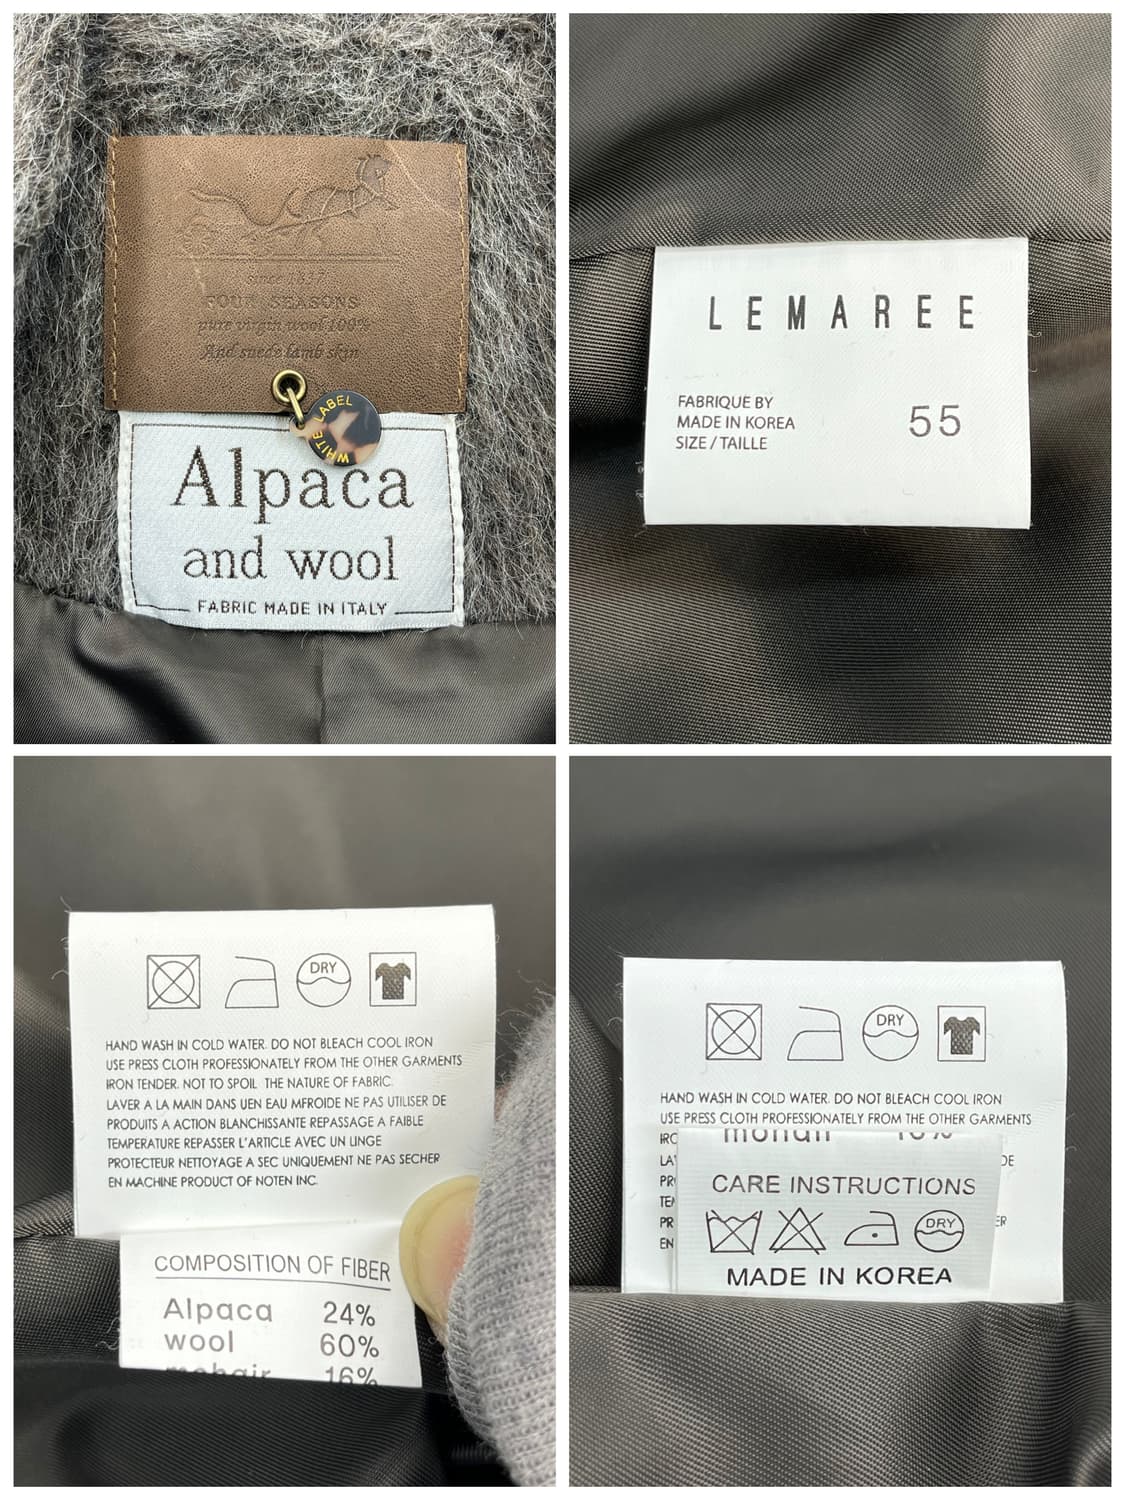 since 1837
FOUR SEASONS
pure virgin wool 100%
And suede lamb skin
WHITE LABEL
Alpaca
and wool
FABRIC MADE IN ITALY
LEMAREE
FABRIQUE BY
MADE IN KOREA
SIZE / TAILLE
55
DRY
HAND WASH IN COLD WATER. DO NOT BLEACH COOL IRON
USE PRESS CLOTH PROFESSIONATELY FROM THE OTHER GARMENTS
IRON TENDER. NOT TO SPOIL THE NATURE OF FABRIC.
LAVER A LA MAIN DANS UEN EAU MFROIDE NE PAS UTILISER DE
PRODUITS A ACTION BLANCHISSANTE REPASSAGE A FAIBLE
TEMPERATURE REPASSER L'ARTICLE AVEC UN LINGE
PROTECTEUR NETTOYAGE A SEC UNIQUEMENT NE PAS SECHER
EN MACHINE PRODUCT OF NOTEN INC.
COMPOSITION OF FIBER
Alpaca 24%
wool 60%
mohair 16%
DRY
HAND WASH IN COLD WATER. DO NOT BLEACH COOL IRON
USE PRESS CLOTH PROFESSIONATELY FROM THE OTHER GARMENTS
mohair 16%
CARE INSTRUCTIONS
DRY
MADE IN KOREA